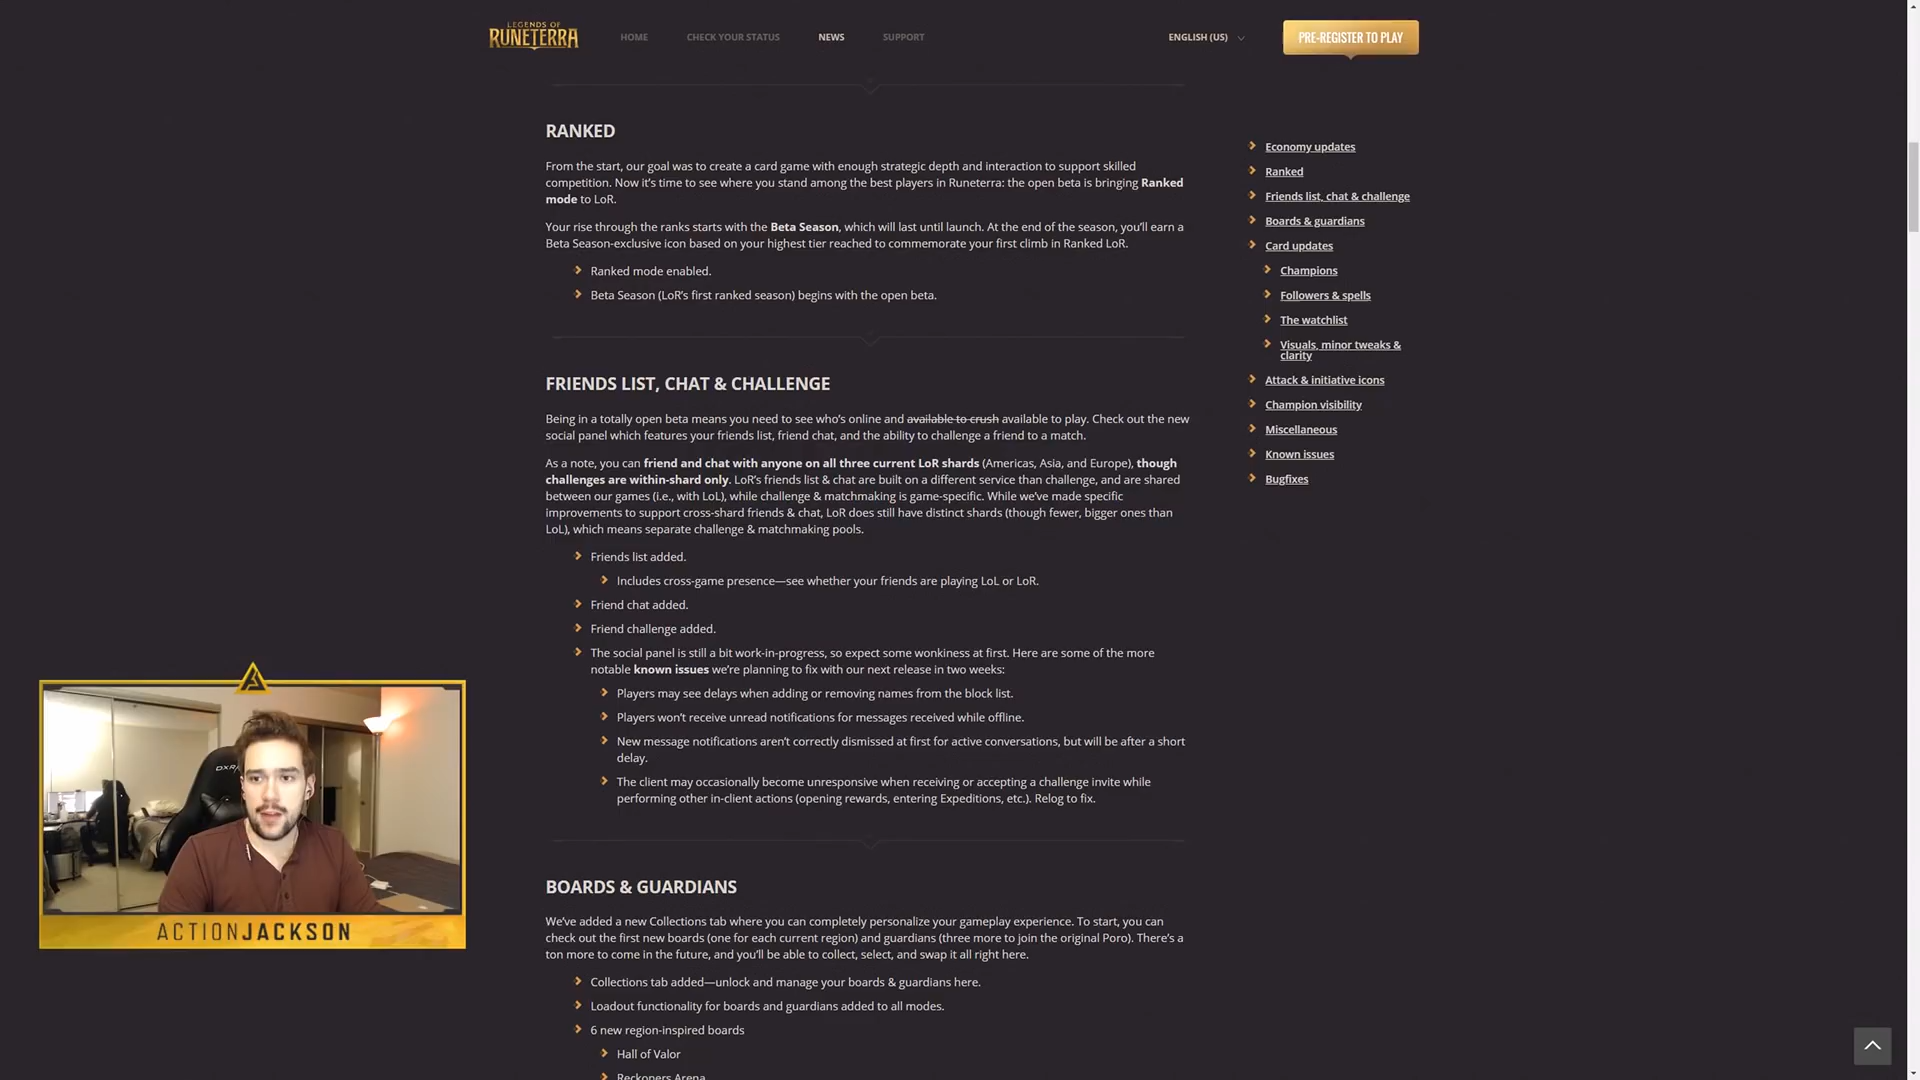 LEGENDS OF
RUNETERRA
HOME
CHECK YOUR STATUS
NEWS
SUPPORT
ENGLISH (US)
PRE-REGISTER TO PLAY
RANKED
From the start, our goal was to create a card game with enough strategic depth and interaction to support skilled
competition. Now it's time to see where you stand among the best players in Runeterra: the open beta is bringing Ranked
mode to LoR.
Your rise through the ranks starts with the Beta Season, which will last until launch. At the end of the season, you'll earn a
Beta Season-exclusive icon based on your highest tier reached to commemorate your first climb in Ranked LoR.
Ranked mode enabled.
Beta Season (LoR's first ranked season) begins with the open beta.
FRIENDS LIST, CHAT & CHALLENGE
Being in a totally open beta means you need to see who's online and available to crush available to play. Check out the new
social panel which features your friends list, friend chat, and the ability to challenge a friend to a match.
As a note, you can friend and chat with anyone on all three current LoR shards (Americas, Asia, and Europe), though
challenges are within-shard only. LoR's friends list & chat are built on a different service than challenge, and are shared
between our games (i.e., with LoL), while challenge & matchmaking is game-specific. While we've made specific
improvements to support cross-shard friends & chat, LoR does still have distinct shards (though fewer, bigger ones than
LoL), which means separate challenge & matchmaking pools.
Friends list added.
Includes cross-game presence—see whether your friends are playing LoL or LoR.
Friend chat added.
Friend challenge added.
The social panel is still a bit work-in-progress, so expect some wonkiness at first. Here are some of the more
notable known issues we're planning to fix with our next release in two weeks:
Players may see delays when adding or removing names from the block list.
Players won't receive unread notifications for messages received while offline.
New message notifications aren't correctly dismissed at first for active conversations, but will be after a short
delay.
The client may occasionally become unresponsive when receiving or accepting a challenge invite while
performing other in-client actions (opening rewards, entering Expeditions, etc.). Relog to fix.
BOARDS & GUARDIANS
We've added a new Collections tab where you can completely personalize your gameplay experience. To start, you can
check out the first new boards (one for each current region) and guardians (three more to join the original Poro). There's a
ton more to come in the future, and you'll be able to collect, select, and swap it all right here.
Collections tab added—unlock and manage your boards & guardians here.
Loadout functionality for boards and guardians added to all modes.
6 new region-inspired boards
Hall of Valor
Reckoners Arena
Economy updates
Ranked
Friends list, chat & challenge
Boards & guardians
Card updates
Champions
Followers & spells
The watchlist
Visuals, minor tweaks &
clarity
Attack & initiative icons
Champion visibility
Miscellaneous
Known issues
Bugfixes
DXR
ACTIONJACKSON